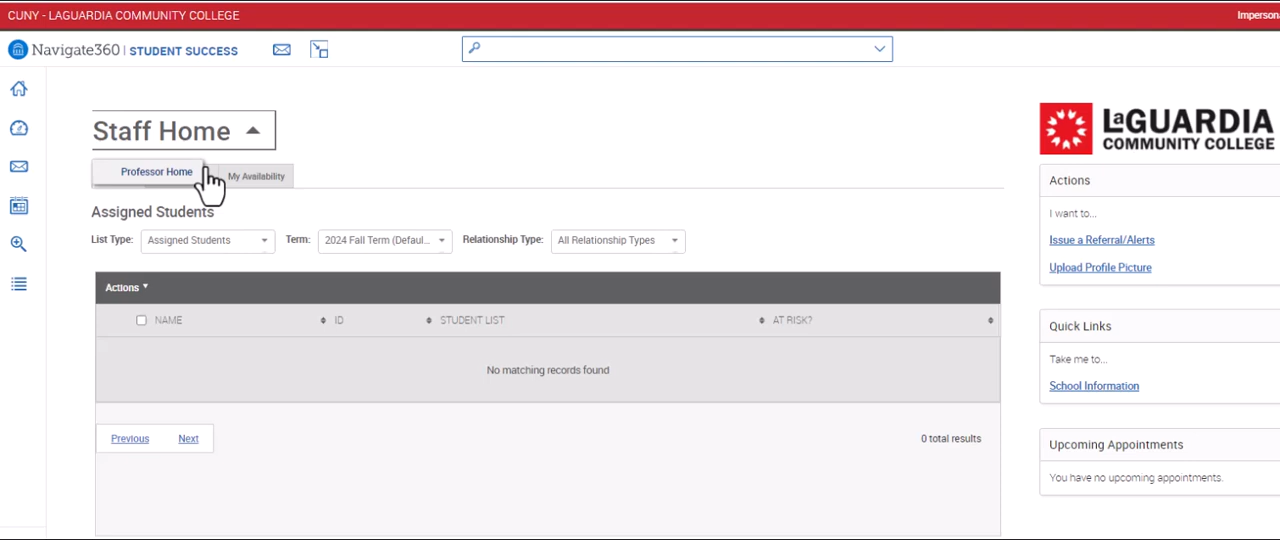 CUNY - LAGUARDIA COMMUNITY COLLEGE
Impersona
Navigate360 | STUDENT SUCCESS
Staff Home
Professor Home
My Availability
LaGUARDIA
COMMUNITY COLLEGE
Assigned Students
List Type: Assigned Students Term: 2024 Fall Term (Defaul... Relationship Type: All Relationship Types
Actions
NAME ID STUDENT LIST AT RISK?
No matching records found
Previous Next 0 total results
Actions
I want to...
Issue a Referral/Alerts
Upload Profile Picture
Quick Links
Take me to...
School Information
Upcoming Appointments
You have no upcoming appointments.